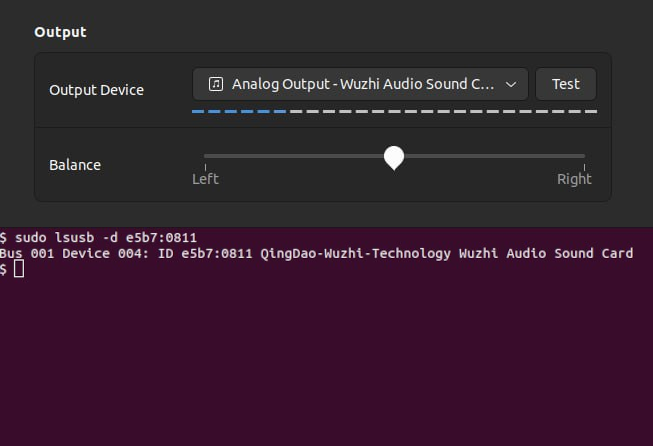 Output
Output Device
Analog Output - Wuzhi Audio Sound C...
Test
Balance
Left
Right
$ sudo lsusb -d e5b7:0811
Bus 001 Device 004: ID e5b7:0811 QingDao-Wuzhi-Technology Wuzhi Audio Sound Card
$